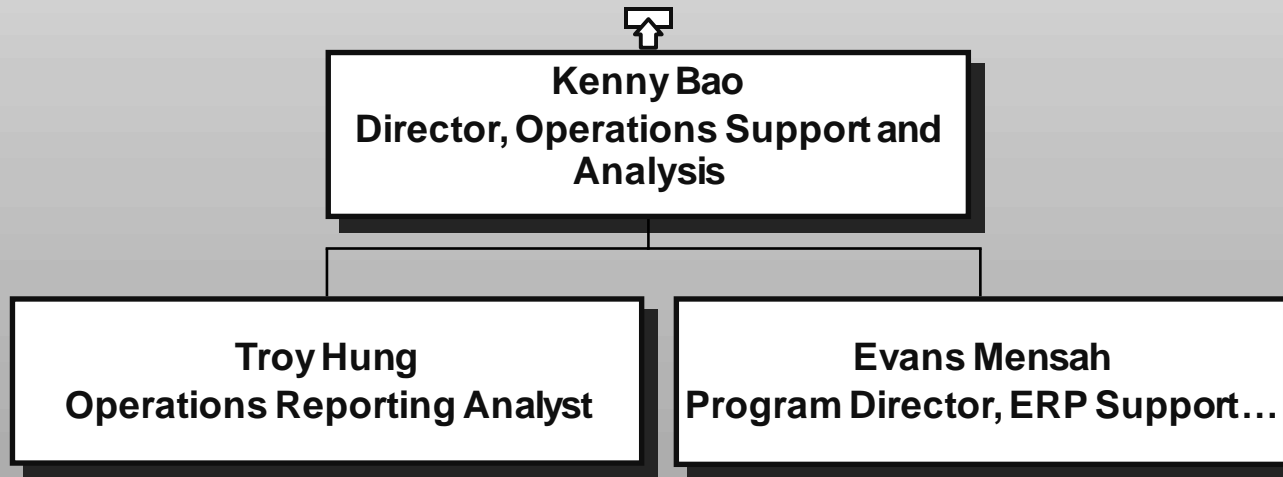 Kenny Bao
Director, Operations Support and
Analysis
Troy Hung
Operations Reporting Analyst
Evans Mensah
Program Director, ERP Support…